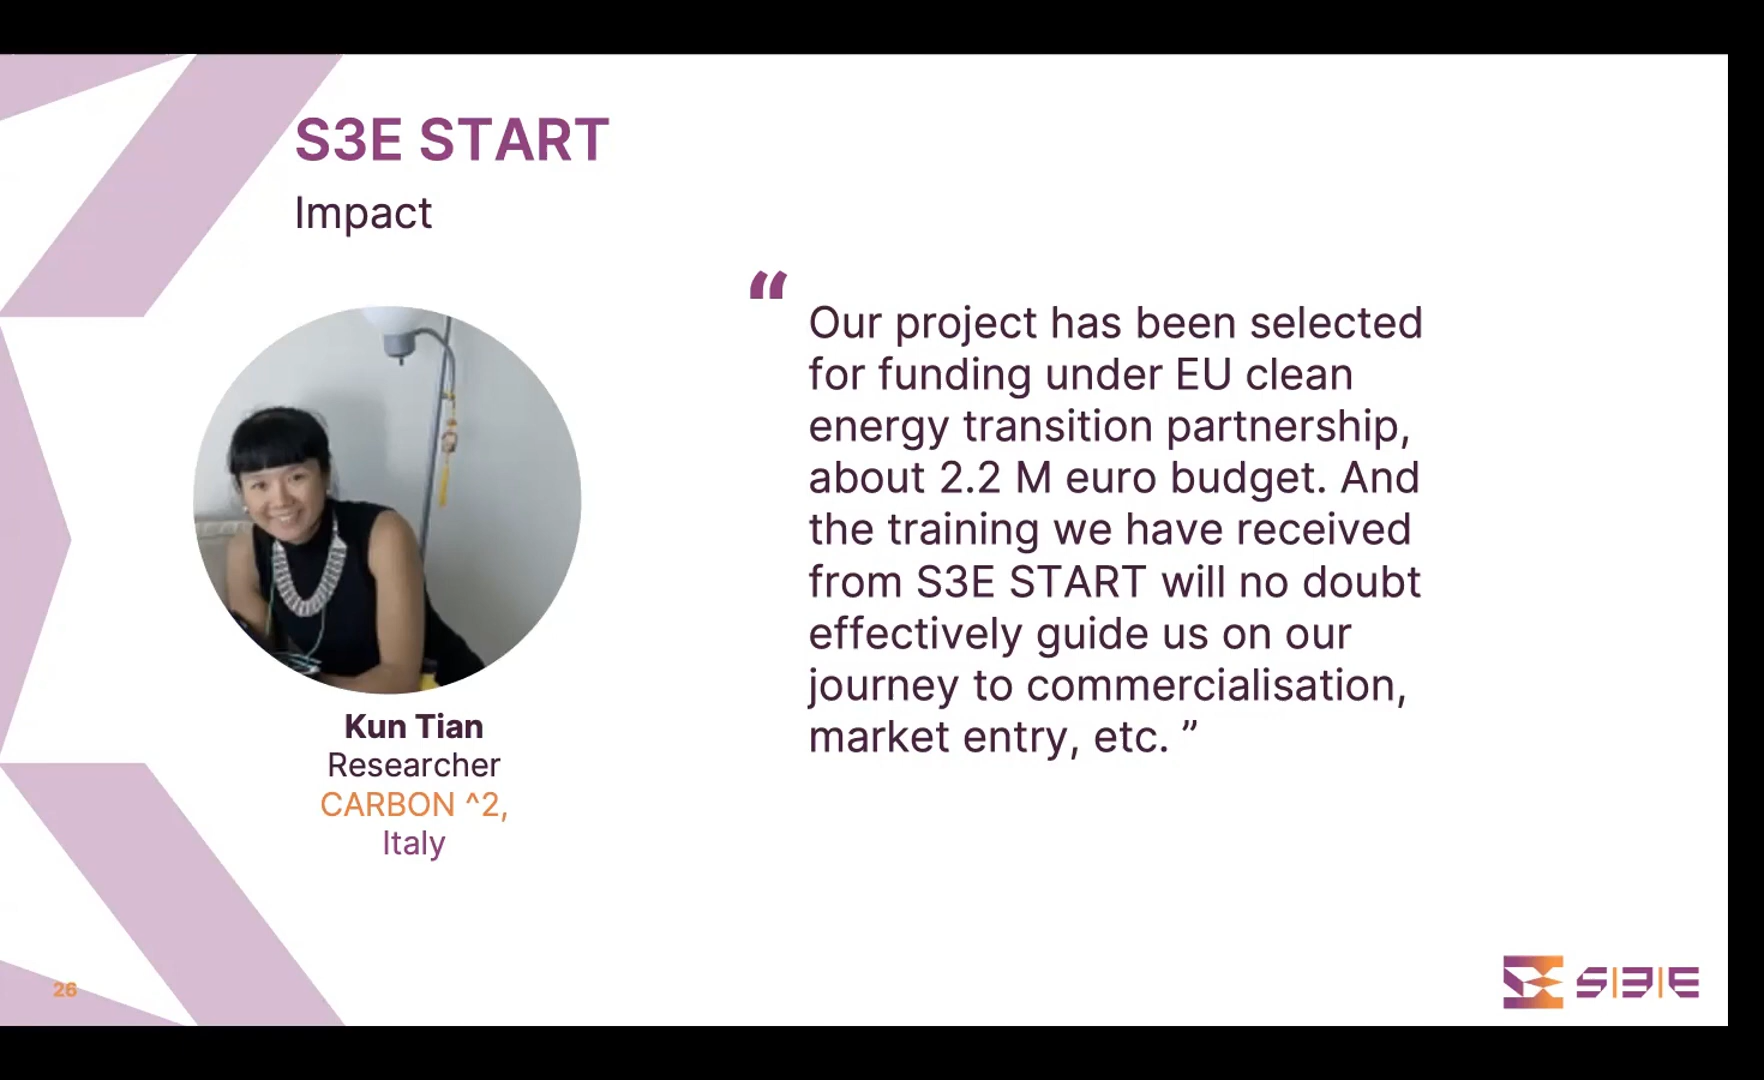 S3E START
Impact
“
Our project has been selected
for funding under EU clean
energy transition partnership,
about 2.2 M euro budget. And
the training we have received
from S3E START will no doubt
effectively guide us on our
journey to commercialisation,
market entry, etc. ”
Kun Tian
Researcher
CARBON ^2,
Italy
26
S|3|E